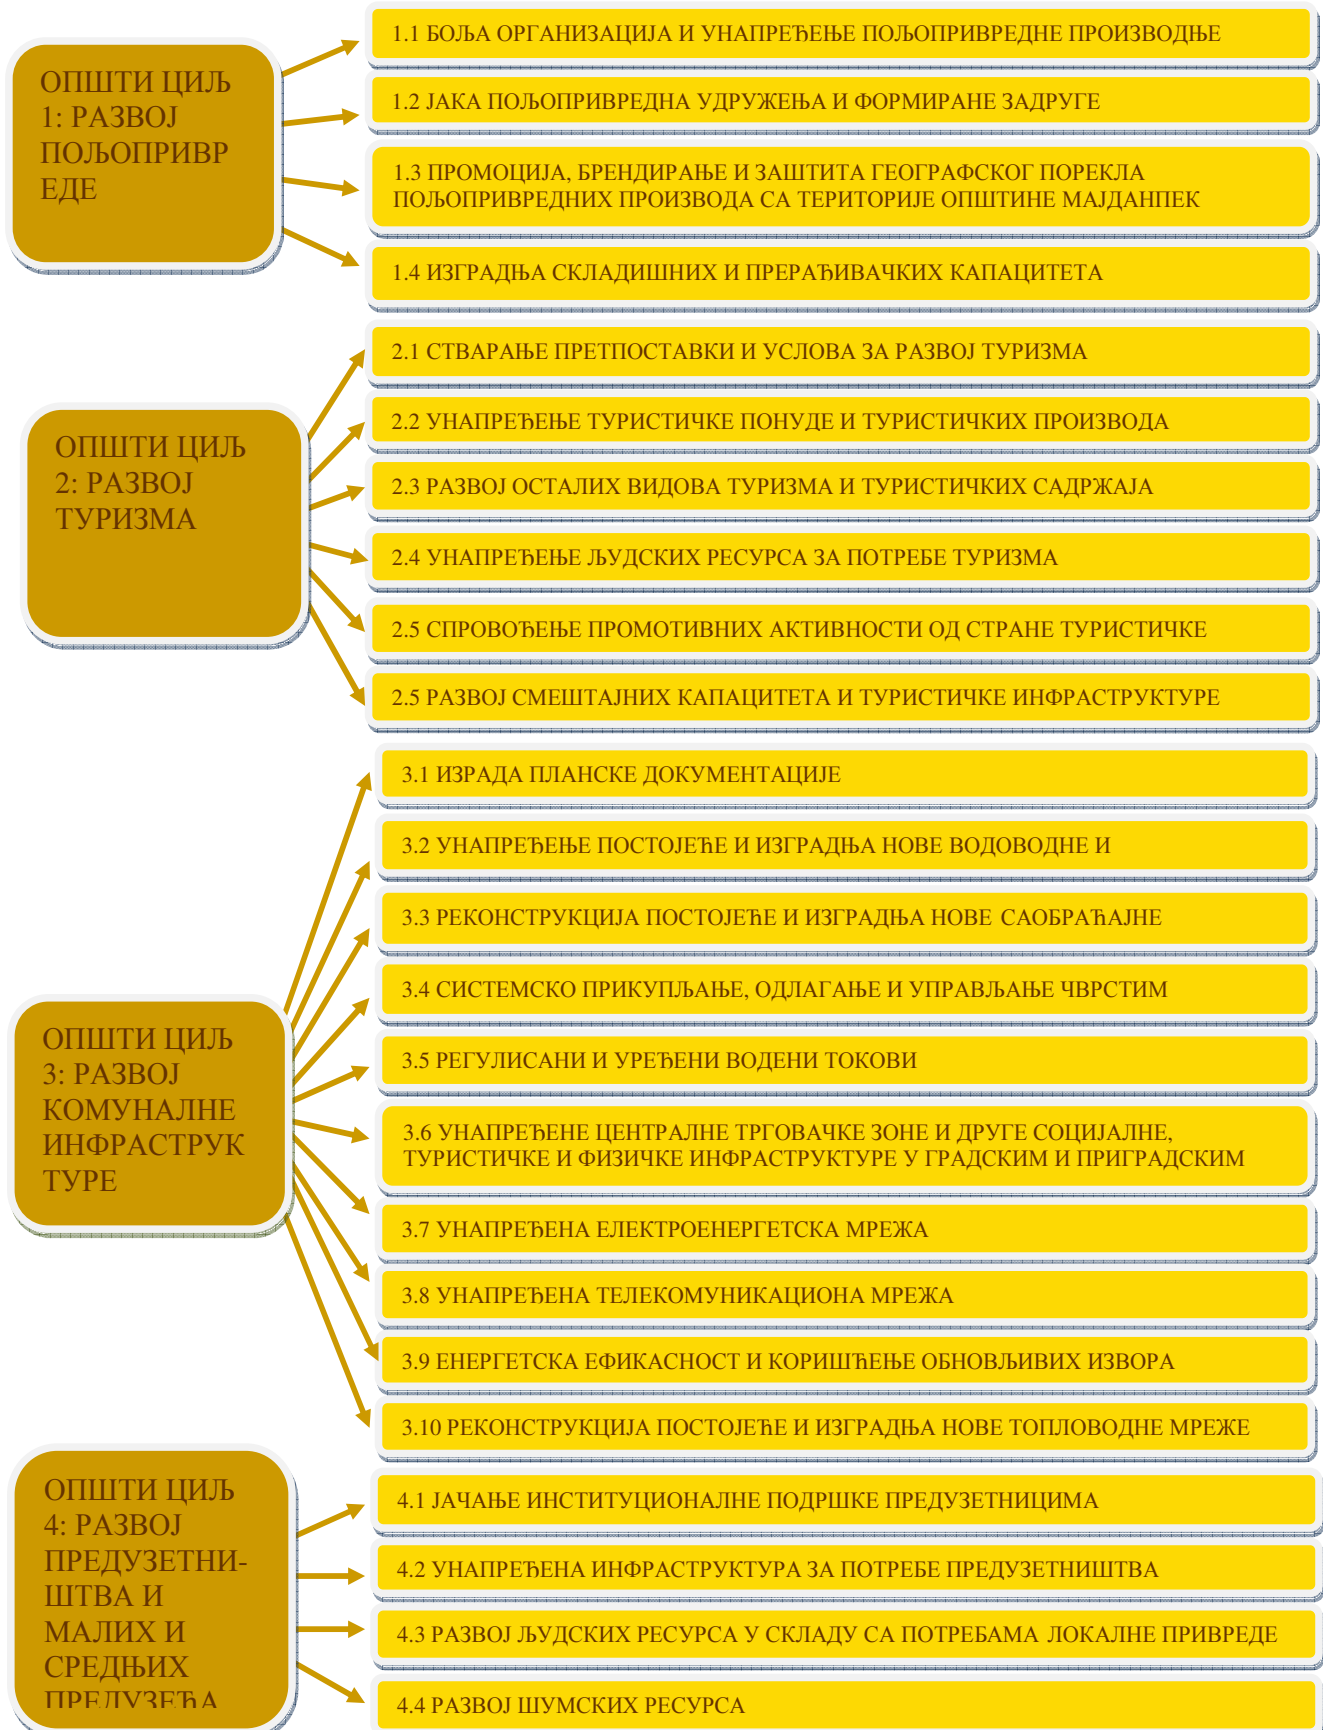 ОПШТИ ЦИЉ
1: РАЗВОЈ
ПОЉОПРИВР
ЕДЕ
1.1 БОЉА ОРГАНИЗАЦИЈА И УНАПРЕЂЕЊЕ ПОЉОПРИВРЕДНЕ ПРОИЗВОДЊЕ
1.2 ЈАКА ПОЉОПРИВРЕДНА УДРУЖЕЊА И ФОРМИРАНЕ ЗАДРУГЕ
1.3 ПРОМОЦИЈА, БРЕНДИРАЊЕ И ЗАШТИТА ГЕОГРАФСКОГ ПОРЕКЛА
ПОЉОПРИВРЕДНИХ ПРОИЗВОДА СА ТЕРИТОРИЈЕ ОПШТИНЕ МАЈДАНПЕК
1.4 ИЗГРАДЊА СКЛАДИШНИХ И ПРЕРАЂИВАЧКИХ КАПАЦИТЕТА
ОПШТИ ЦИЉ
2: РАЗВОЈ
ТУРИЗМА
2.1 СТВАРАЊЕ ПРЕТПОСТАВКИ И УСЛОВА ЗА РАЗВОЈ ТУРИЗМА
2.2 УНАПРЕЂЕЊЕ ТУРИСТИЧКЕ ПОНУДЕ И ТУРИСТИЧКИХ ПРОИЗВОДА
2.3 РАЗВОЈ ОСТАЛИХ ВИДОВА ТУРИЗМА И ТУРИСТИЧКИХ САДРЖАЈА
2.4 УНАПРЕЂЕЊЕ ЉУДСКИХ РЕСУРСА ЗА ПОТРЕБЕ ТУРИЗМА
2.5 СПРОВОЂЕЊЕ ПРОМОТИВНИХ АКТИВНОСТИ ОД СТРАНЕ ТУРИСТИЧКЕ
2.5 РАЗВОЈ СМЕШТАЈНИХ КАПАЦИТЕТА И ТУРИСТИЧКЕ ИНФРАСТРУКТУРЕ
ОПШТИ ЦИЉ
3: РАЗВОЈ
КОМУНАЛНЕ
ИНФРАСТРУК
ТУРЕ
3.1 ИЗРАДА ПЛАНСКЕ ДОКУМЕНТАЦИЈЕ
3.2 УНАПРЕЂЕЊЕ ПОСТОЈЕЋЕ И ИЗГРАДЊА НОВЕ ВОДОВОДНЕ И
3.3 РЕКОНСТРУКЦИЈА ПОСТОЈЕЋЕ И ИЗГРАДЊА НОВЕ САОБРАЋАЈНЕ
3.4 СИСТЕМСКО ПРИКУПЉАЊЕ, ОДЛАГАЊЕ И УПРАВЉАЊЕ ЧВРСТИМ
3.5 РЕГУЛИСАНИ И УРЕЂЕНИ ВОДЕНИ ТОКОВИ
3.6 УНАПРЕЂЕНЕ ЦЕНТРАЛНЕ ТРГОВАЧКЕ ЗОНЕ И ДРУГЕ СОЦИЈАЛНЕ,
ТУРИСТИЧКЕ И ФИЗИЧКЕ ИНФРАСТРУКТУРЕ У ГРАДСКИМ И ПРИГРАДСКИМ
3.7 УНАПРЕЂЕНА ЕЛЕКТРОЕНЕРГЕТСКА МРЕЖА
3.8 УНАПРЕЂЕНА ТЕЛЕКОМУНИКАЦИОНА МРЕЖА
3.9 ЕНЕРГЕТСКА ЕФИКАСНОСТ И КОРИШЋЕЊЕ ОБНОВЉИВИХ ИЗВОРА
3.10 РЕКОНСТРУКЦИЈА ПОСТОЈЕЋЕ И ИЗГРАДЊА НОВЕ ТОПЛОВОДНЕ МРЕЖЕ
ОПШТИ ЦИЉ
4: РАЗВОЈ
ПРЕДУЗЕТНИ-
ШТВА И
МАЛИХ И
СРЕДЊИХ
ПРЕДУЗЕЋА
4.1 ЈАЧАЊЕ ИНСТИТУЦИОНАЛНЕ ПОДРШКЕ ПРЕДУЗЕТНИЦИМА
4.2 УНАПРЕЂЕНА ИНФРАСТРУКТУРА ЗА ПОТРЕБЕ ПРЕДУЗЕТНИШТВА
4.3 РАЗВОЈ ЉУДСКИХ РЕСУРСА У СКЛАДУ СА ПОТРЕБАМА ЛОКАЛНЕ ПРИВРЕДЕ
4.4 РАЗВОЈ ШУМСКИХ РЕСУРСА